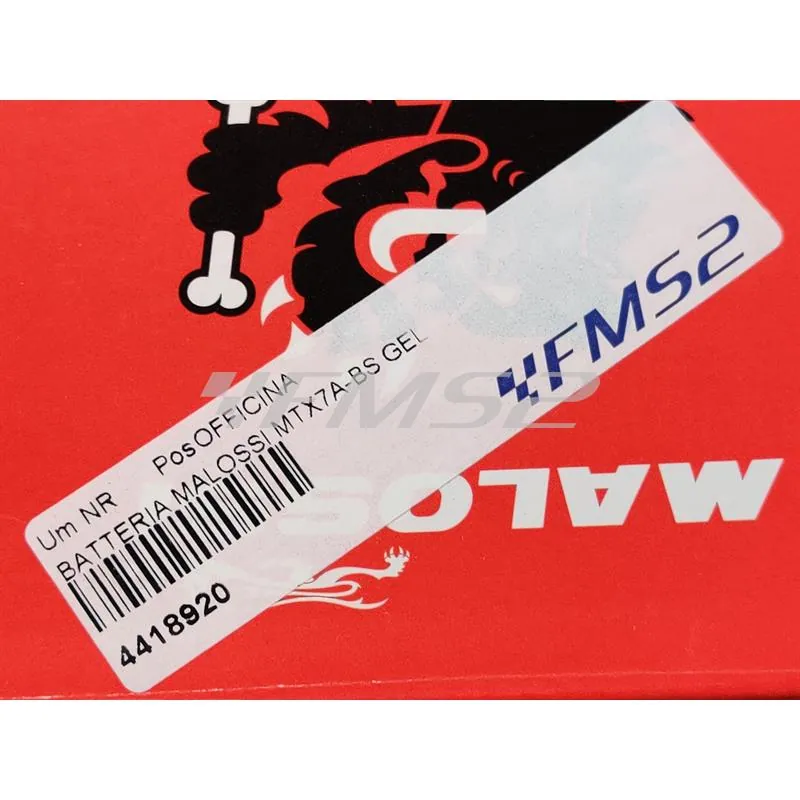 Um NR PosOFFICINA
BATTERIA MALOSSI MTX7A-BS GEL
4418920
FMS2
FMS2
MALOS